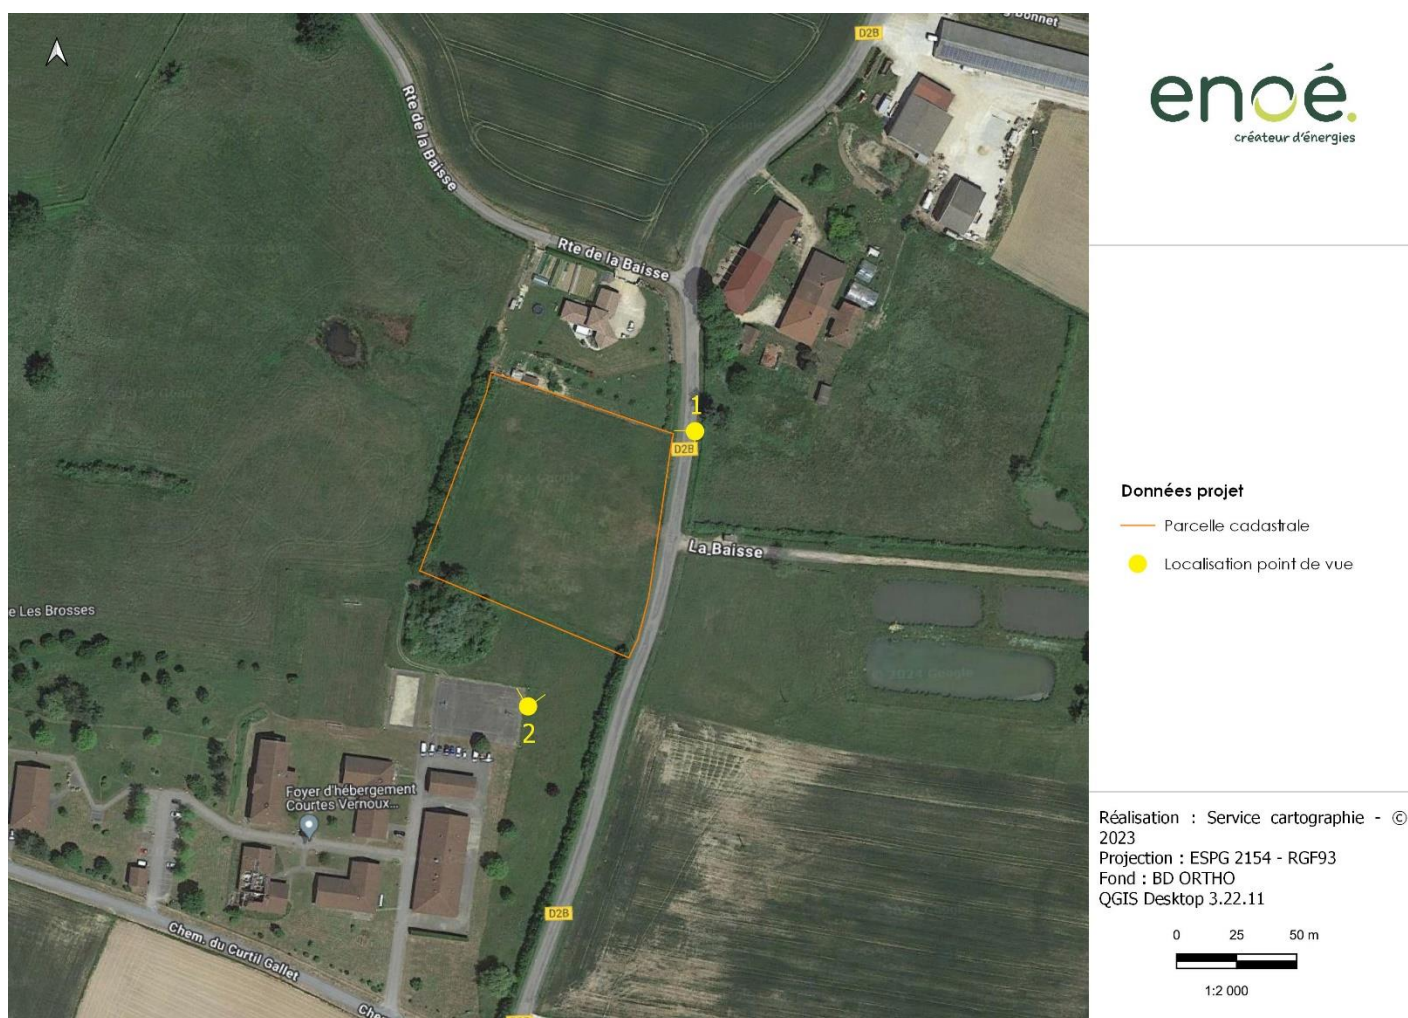 Bonnet
D2B
Rte de la Baisse
Rte de la Baisse
1
D2B
La Baisse
e Les Brosses
© 2024 Google
2
Foyer d'hébergement
Courtes Vernoux...
D2B
Chem. du Curtil Gallet
enoé.
créateur d'énergies
Données projet
Parcelle cadastrale
Localisation point de vue
Réalisation : Service cartographie - ©
2023
Projection : ESPG 2154 - RGF93
Fond : BD ORTHO
QGIS Desktop 3.22.11
0 25 50 m
1:2 000